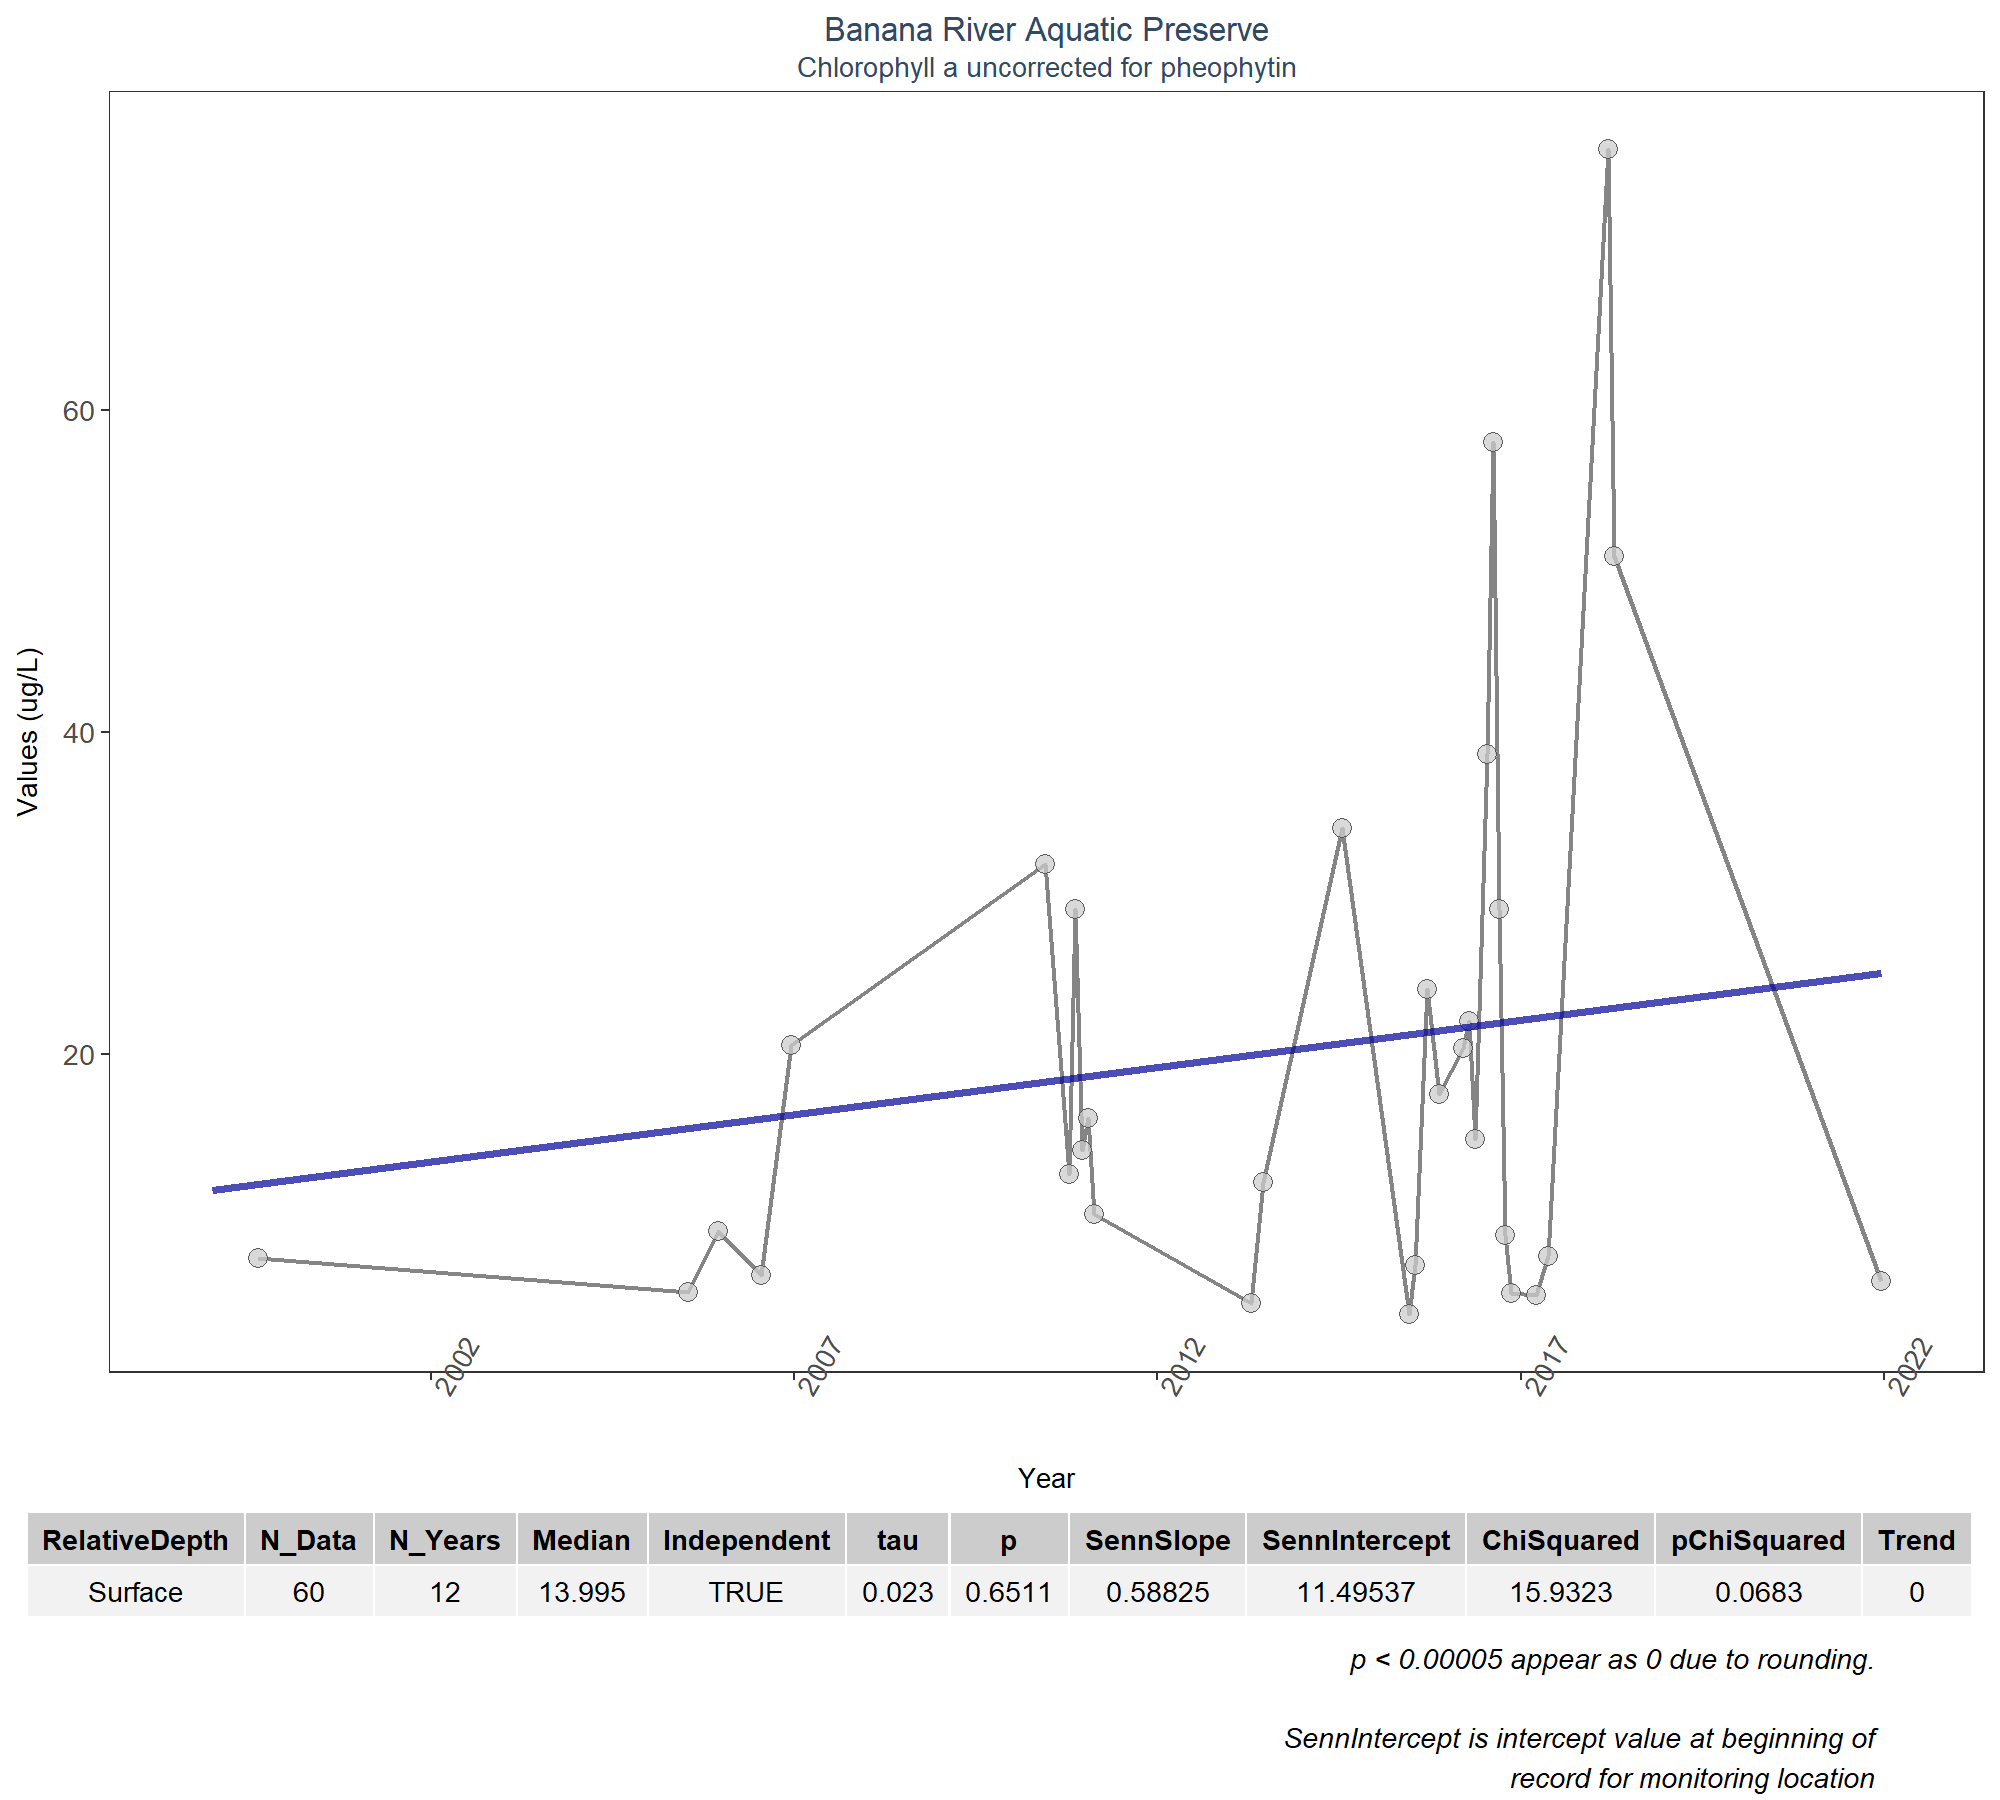 Banana River Aquatic Preserve
Chlorophyll a uncorrected for pheophytin
Values (ug/L)
60
40
20
2002 2007 2012 2017 2022
Year
RelativeDepth N_Data N_Years Median Independent tau p SennSlope SennIntercept ChiSquared pChiSquared Trend
Surface 60 12 13.995 TRUE 0.023 0.6511 0.58825 11.49537 15.9323 0.0683 0
p < 0.00005 appear as 0 due to rounding.
SennIntercept is intercept value at beginning of
record for monitoring location